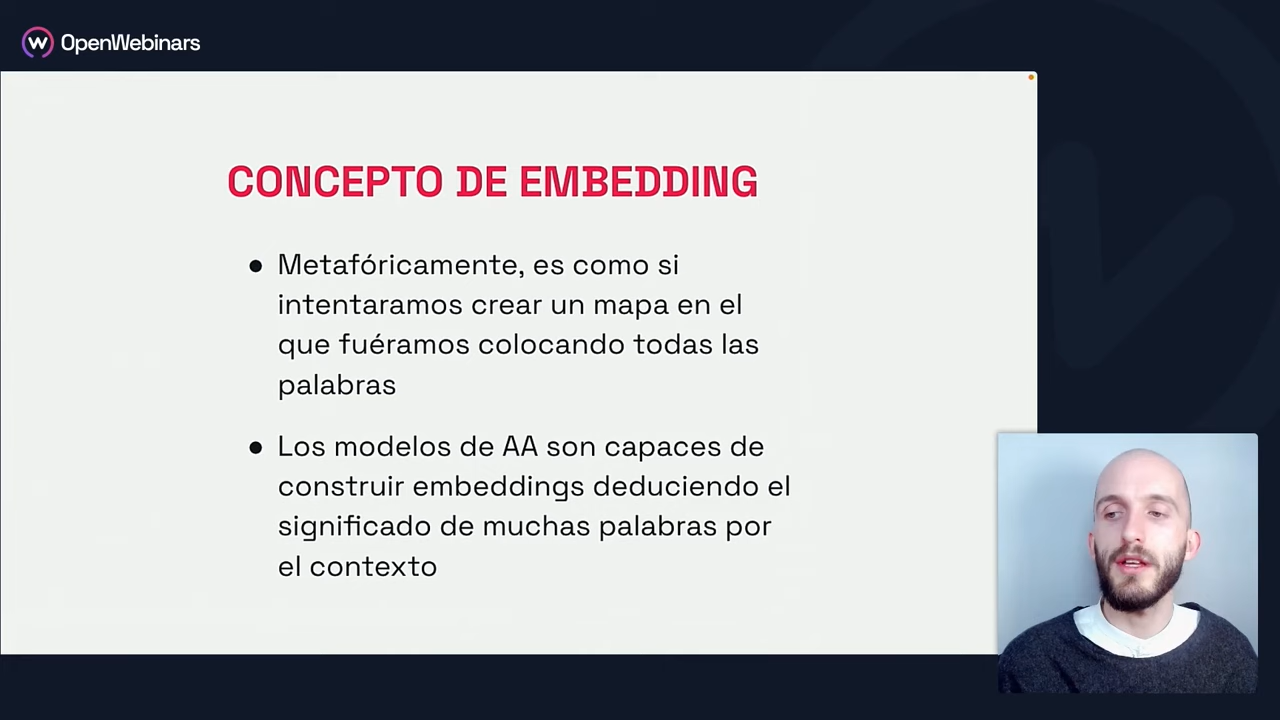 OpenWebinars
CONCEPTO DE EMBEDDING
● Metafóricamente, es como si
intentaramos crear un mapa en el
que fuéramos colocando todas las
palabras
● Los modelos de AA son capaces de
construir embeddings deduciendo el
significado de muchas palabras por
el contexto